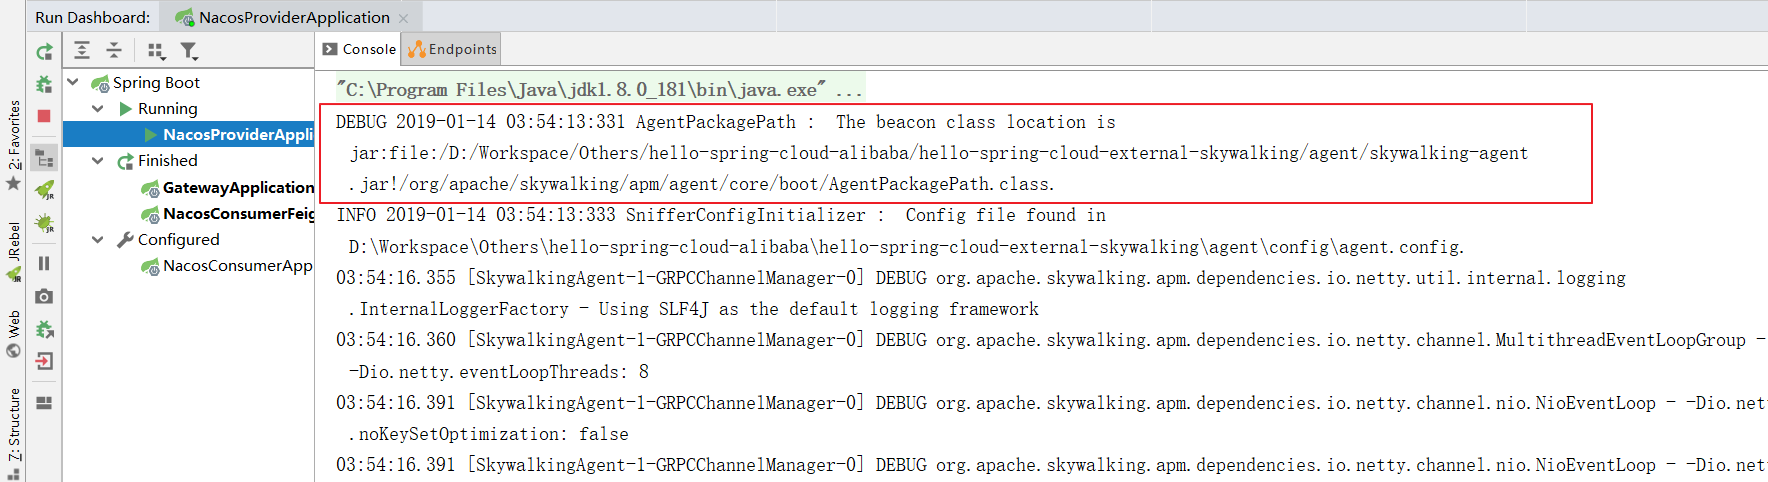 Run Dashboard:
NacosProviderApplication
Console
Endpoints
Spring Boot
Running
NacosProviderAppli
Finished
GatewayApplication
NacosConsumerFeig
Configured
NacosConsumerApp
2: Favorites
JRebel
Web
Z: Structure
"C:\Program Files\Java\jdk1.8.0_181\bin\java.exe" ...
DEBUG 2019-01-14 03:54:13:331 AgentPackagePath :  The beacon class location is
jar:file:/D:/Workspace/Others/hello-spring-cloud-alibaba/hello-spring-cloud-external-skywalking/agent/skywalking-agent
.jar!/org/apache/skywalking/apm/agent/core/boot/AgentPackagePath.class.
INFO 2019-01-14 03:54:13:333 SnifferConfigInitializer :  Config file found in
D:\Workspace\Others\hello-spring-cloud-alibaba\hello-spring-cloud-external-skywalking\agent\config\agent.config.
03:54:16.355 [SkywalkingAgent-1-GRPCChannelManager-0] DEBUG org.apache.skywalking.apm.dependencies.io.netty.util.internal.logging
.InternalLoggerFactory - Using SLF4J as the default logging framework
03:54:16.360 [SkywalkingAgent-1-GRPCChannelManager-0] DEBUG org.apache.skywalking.apm.dependencies.io.netty.channel.MultithreadEventLoopGroup -
-Dio.netty.eventLoopThreads: 8
03:54:16.391 [SkywalkingAgent-1-GRPCChannelManager-0] DEBUG org.apache.skywalking.apm.dependencies.io.netty.channel.nio.NioEventLoop - -Dio.net
.noKeySetOptimization: false
03:54:16.391 [SkywalkingAgent-1-GRPCChannelManager-0] DEBUG org.apache.skywalking.apm.dependencies.io.netty.channel.nio.NioEventLoop - -Dio.net